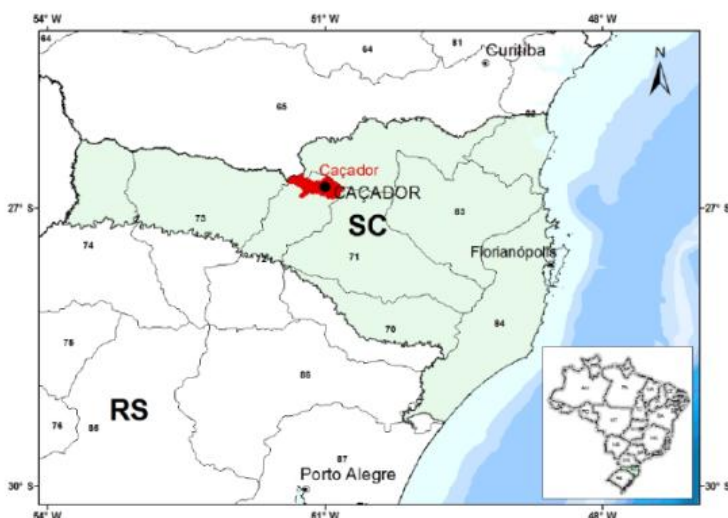 54° W 51° W 48° W
64 64 81
Curitiba
N
65
82
Caçador
CAÇADOR
27° S 27° S
73 83
SC
74 72 71
Florianópolis
70 84
75
85
RS
76 86
87
Porto Alegre
30° S 30° S
54° W 51° W 48° W